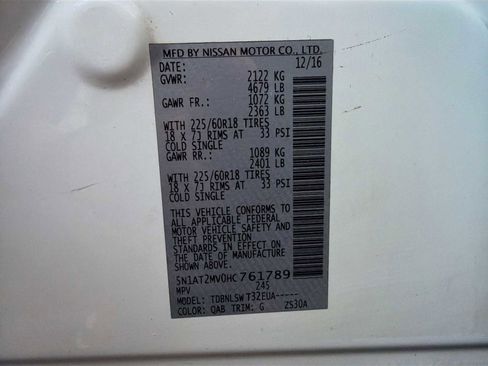 MFD BY NISSAN MOTOR CO., LTD.
DATE: 12/16
GVWR: 2122 KG
4679 LB
GAWR FR.: 1072 KG
2363 LB
WITH 225/60R18 TIRES
18 X 7J RIMS AT 33 PSI
COLD SINGLE
GAWR RR.: 1089 KG
2401 LB
WITH 225/60R18 TIRES
18 X 7J RIMS AT 33 PSI
COLD SINGLE
THIS VEHICLE CONFORMS TO
ALL APPLICABLE FEDERAL
MOTOR VEHICLE SAFETY AND
THEFT PREVENTION
STANDARDS IN EFFECT ON
THE DATE OF MANUFACTURE
SHOWN ABOVE.
5N1AT2MV0HC761789
MPV 245
MODEL: TDBNLSW T32EUA-----
COLOR: QAB TRIM: G ZS30A